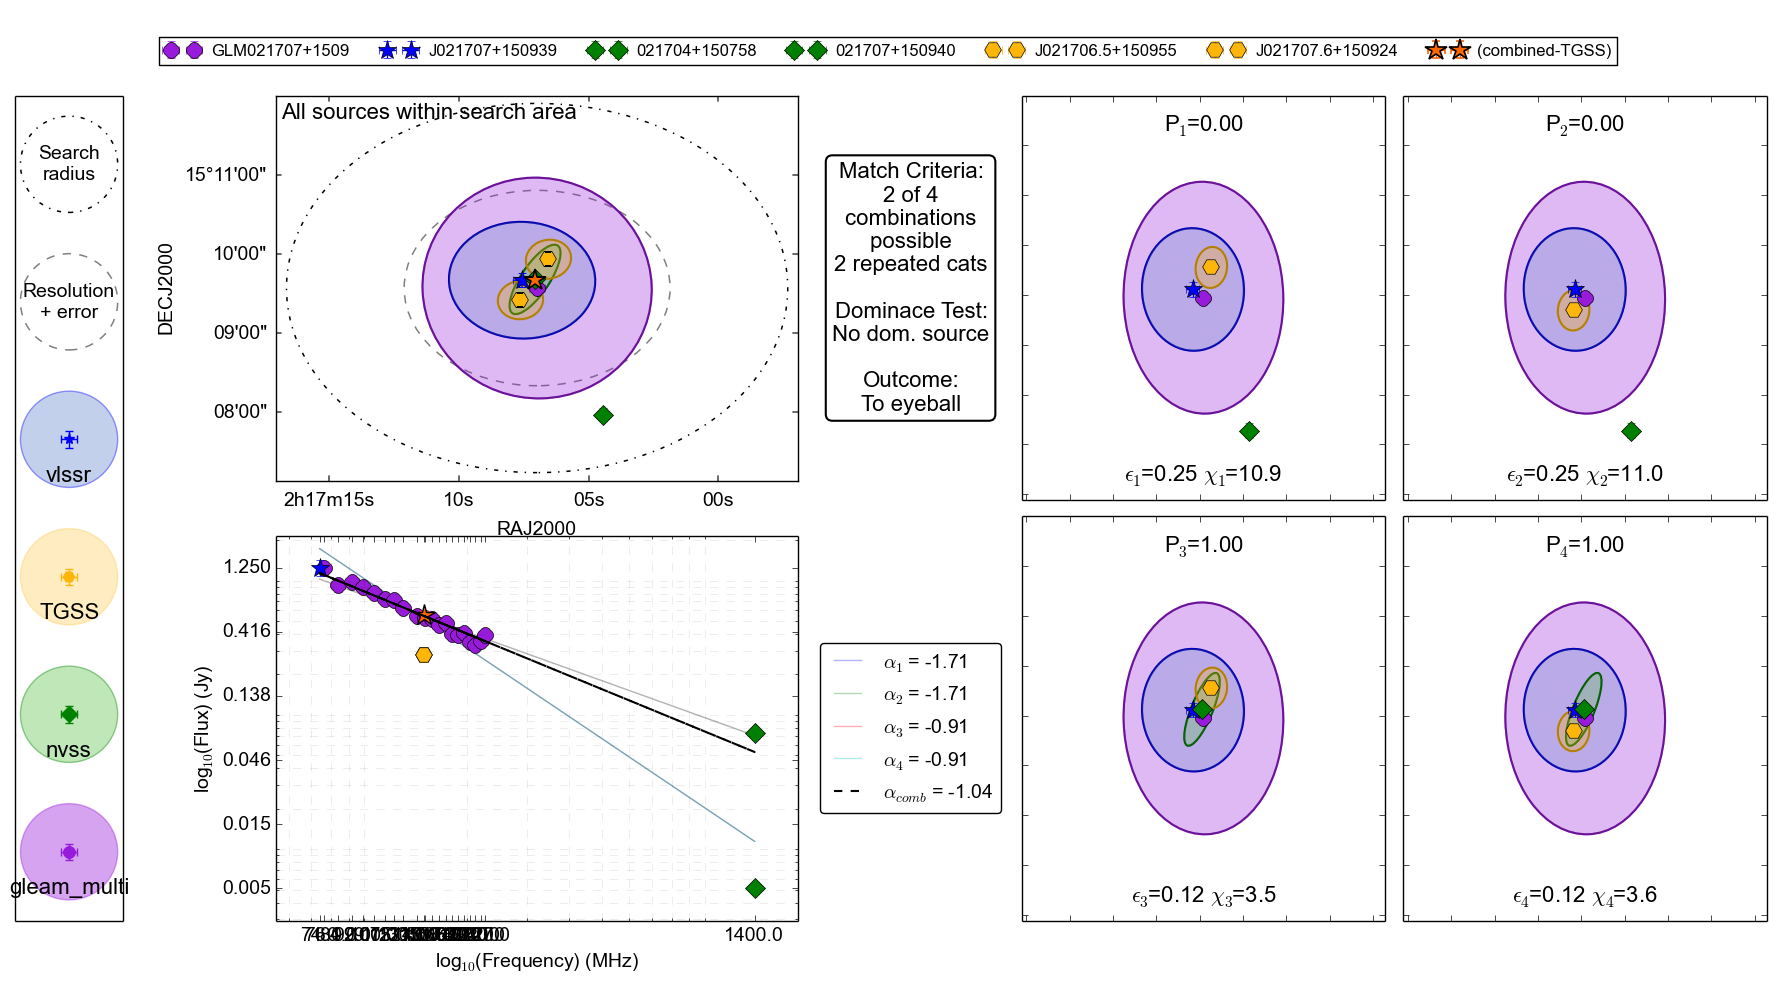 GLM021707+1509 J021707+150939 021704+150758 021707+150940 J021706.5+150955 J021707.6+150924 (combined-TGSS)
Search
radius
Resolution
+ error
vlssr
TGSS
nvss
gleam_multi
All sources within search area
DECJ2000
15°11'00"
10'00"
09'00"
08'00"
2h17m15s 10s 05s 00s
RAJ2000
Match Criteria:
2 of 4
combinations
possible
2 repeated cats
Dominace Test:
No dom. source
Outcome:
To eyeball
P1=0.00
ϵ1=0.25 χ1=10.9
P2=0.00
ϵ2=0.25 χ2=11.0
log10(Flux) (Jy)
1.250
0.416
0.138
0.046
0.015
0.005
1400.0
log10(Frequency) (MHz)
α1 = -1.71
α2 = -1.71
α3 = -0.91
α4 = -0.91
αcomb = -1.04
P3=1.00
ϵ3=0.12 χ3=3.5
P4=1.00
ϵ4=0.12 χ4=3.6